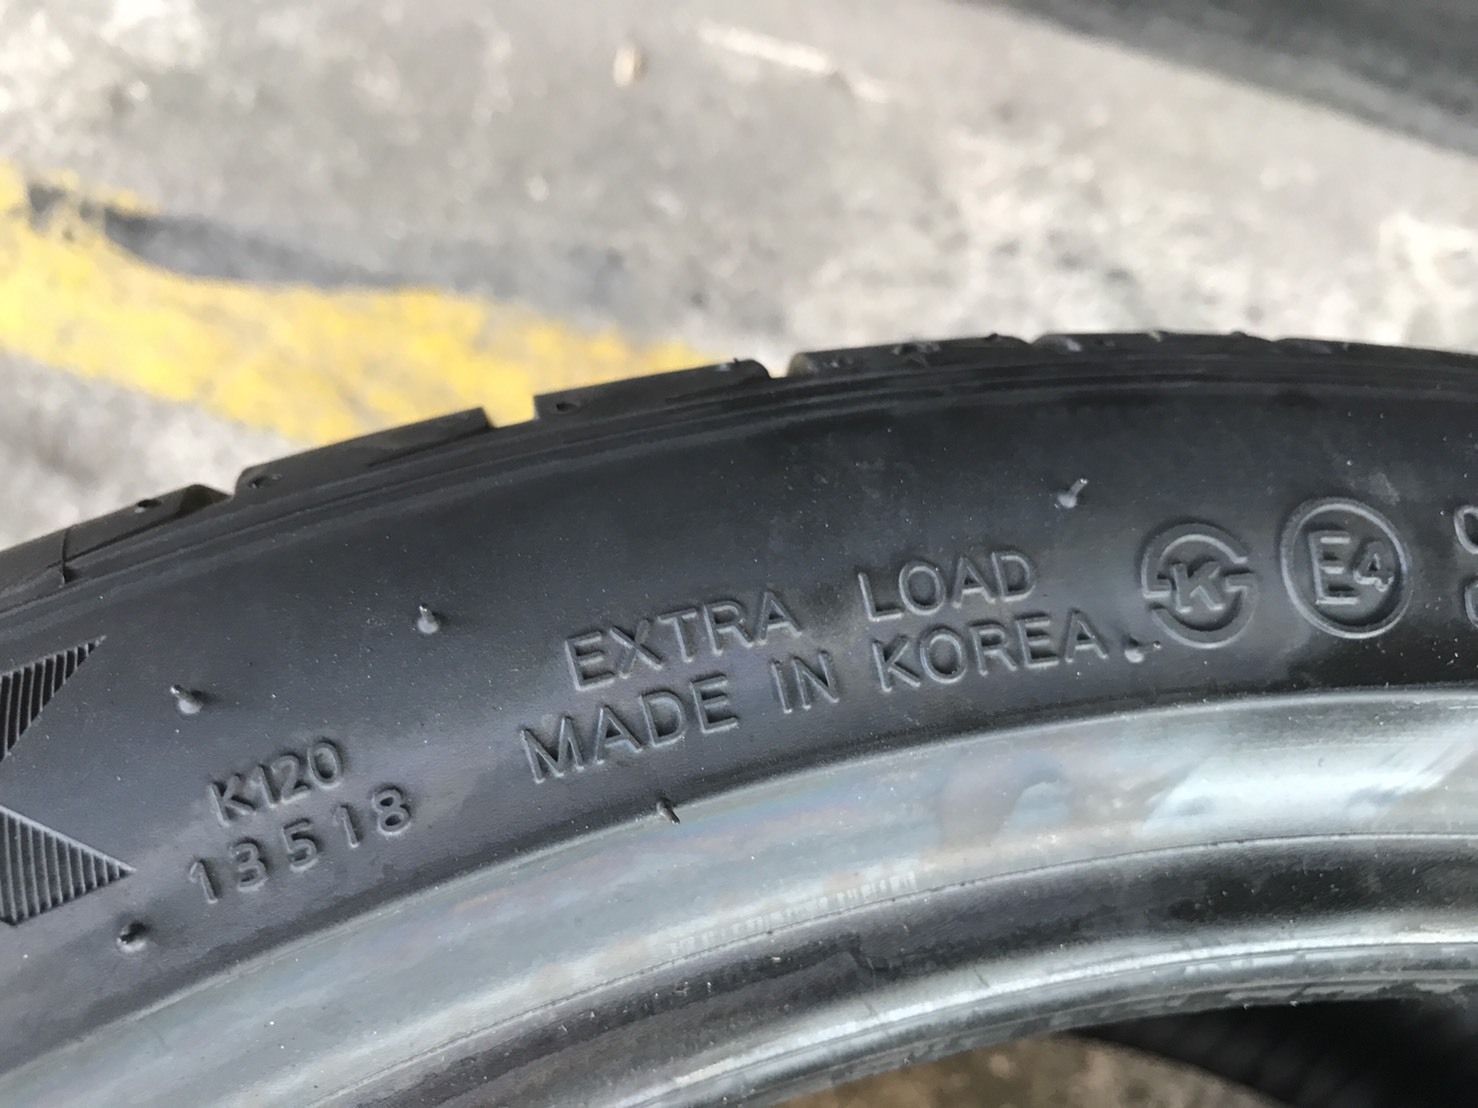 EXTRA LOAD
MADE IN KOREA
K
E4
K120
13518